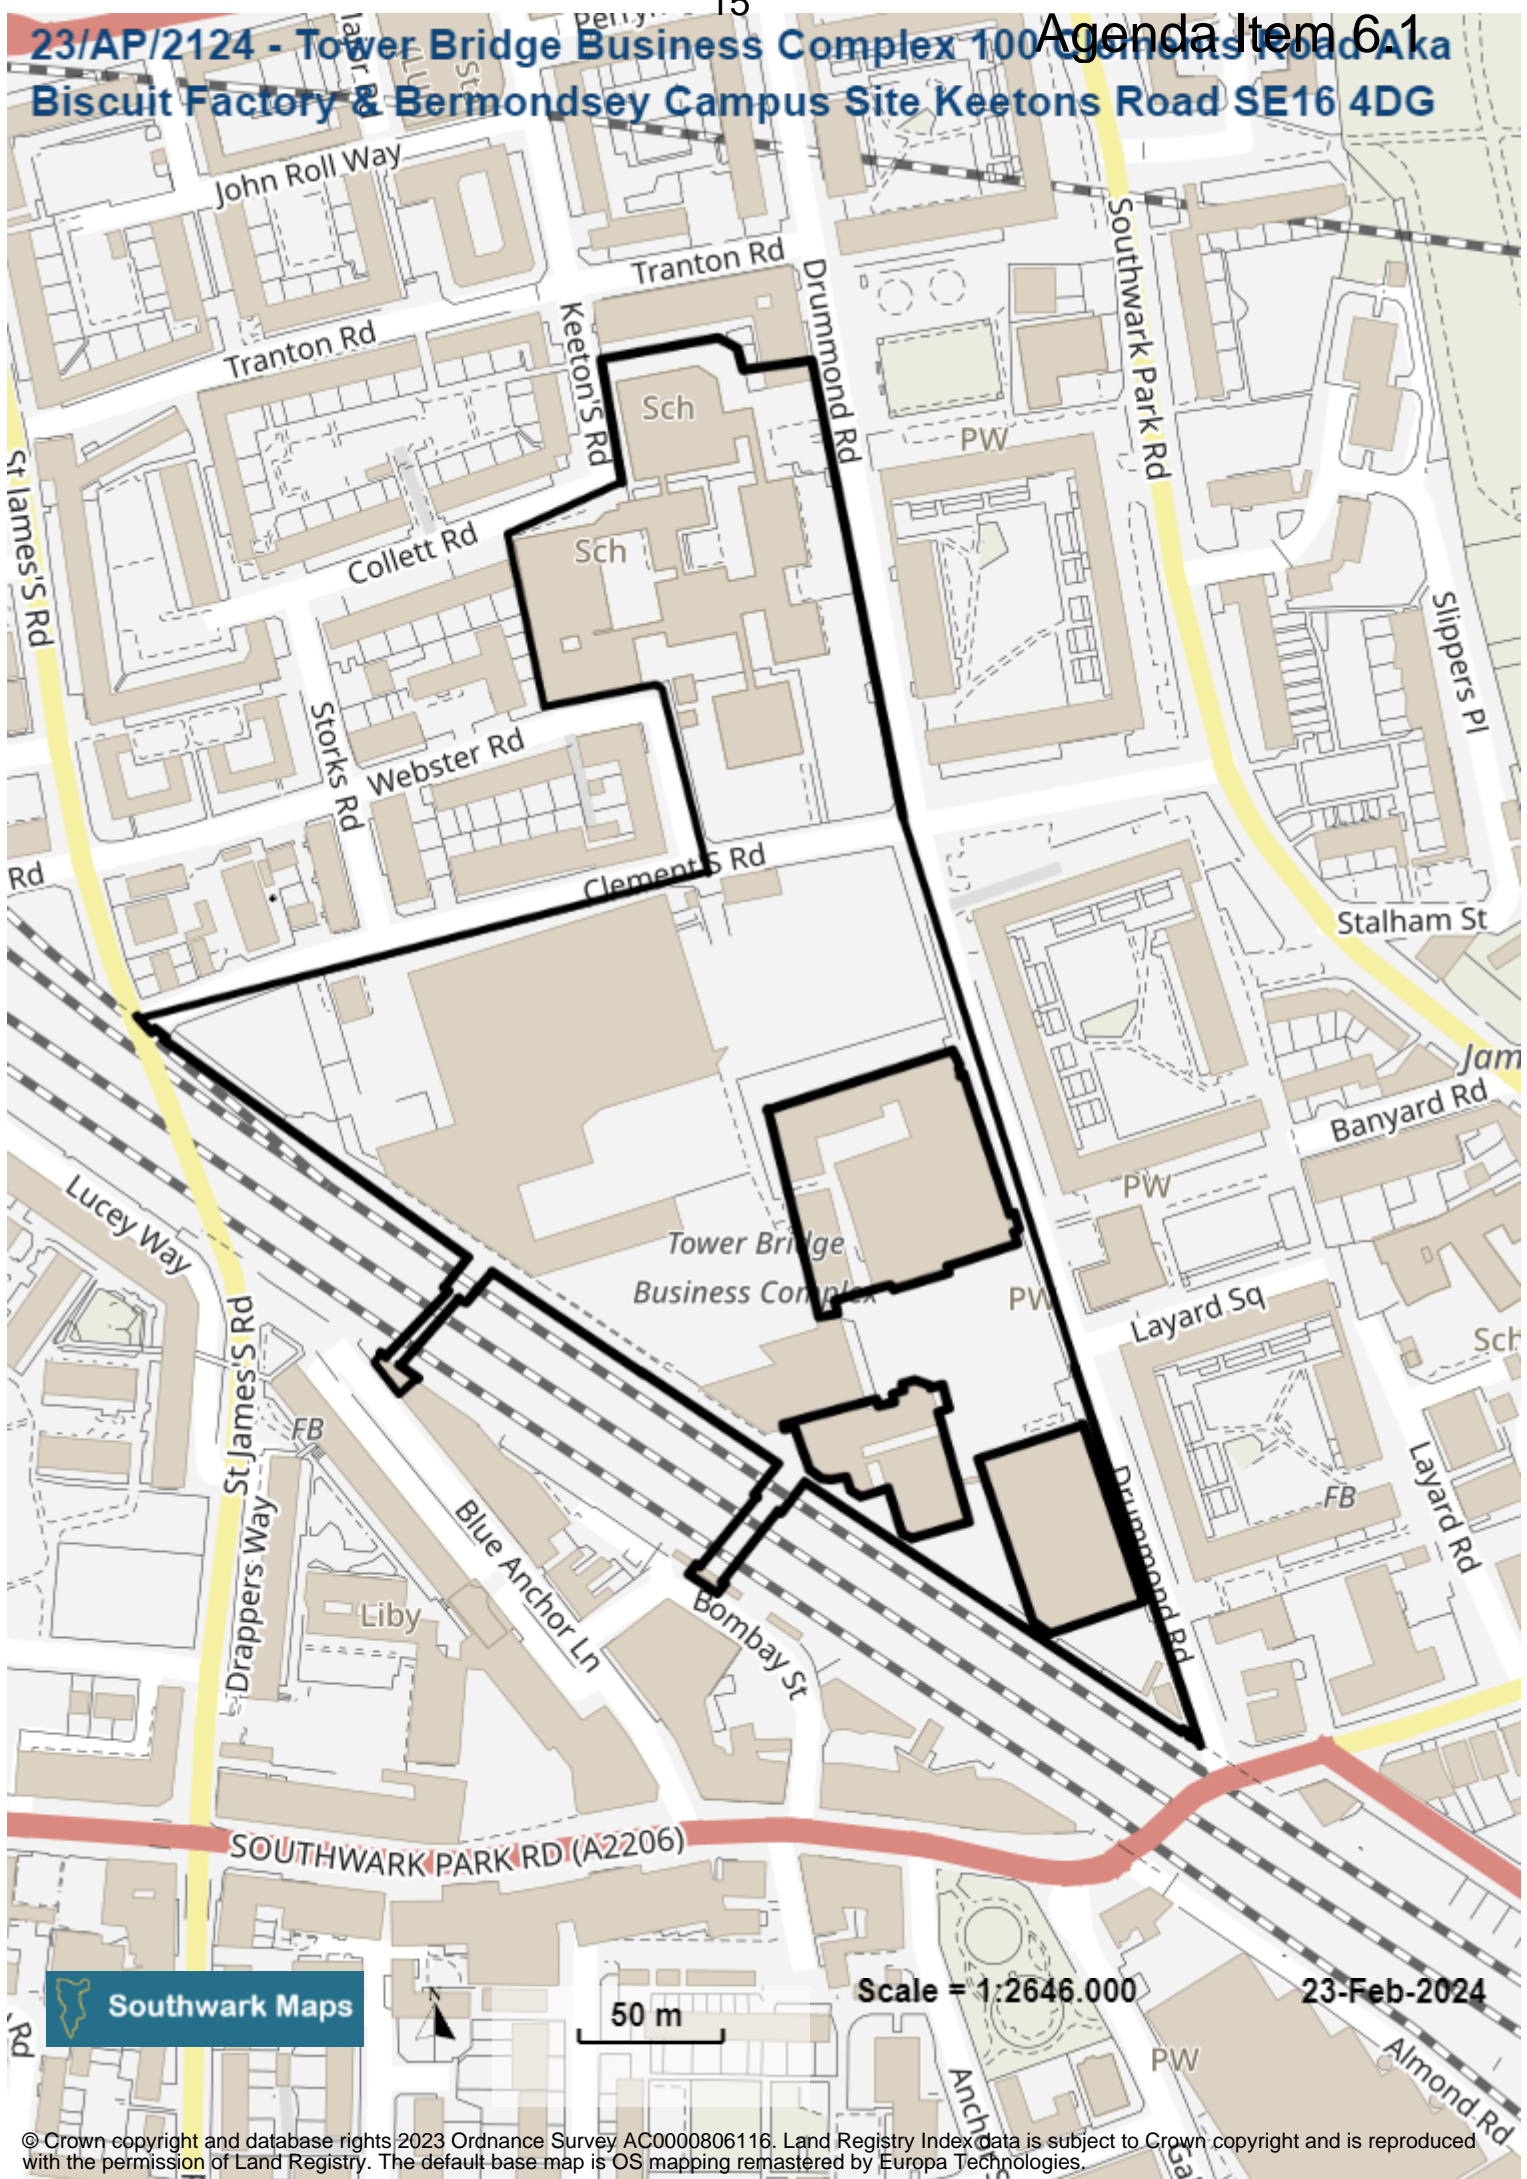 15
Agenda Item 6.1
23/AP/2124 - Tower Bridge Business Complex 100 Clements Road Aka
Biscuit Factory & Bermondsey Campus Site Keetons Road SE16 4DG
John Roll Way
Tranton Rd
Tranton Rd
Keeton'S Rd
Drummond Rd
Southwark Park Rd
Sch
PW
St James'S Rd
Collett Rd
Sch
Slippers Pl
Storks Rd
Webster Rd
Clement'S Rd
Rd
Stalham St
Jam
Banyard Rd
PW
Lucey Way
Tower Bridge
Business Complex
PW
Layard Sq
Sch
St James'S Rd
FB
Drummond Rd
FB
Layard Rd
Blue Anchor Ln
Drappers Way
Liby
Bombay St
SOUTHWARK PARK RD (A2206)
Southwark Maps
N
50 m
Scale = 1:2646.000
23-Feb-2024
Rd
PW
Almond Rd
© Crown copyright and database rights 2023 Ordnance Survey AC0000806116. Land Registry Index data is subject to Crown copyright and is reproduced
with the permission of Land Registry. The default base map is OS mapping remastered by Europa Technologies.